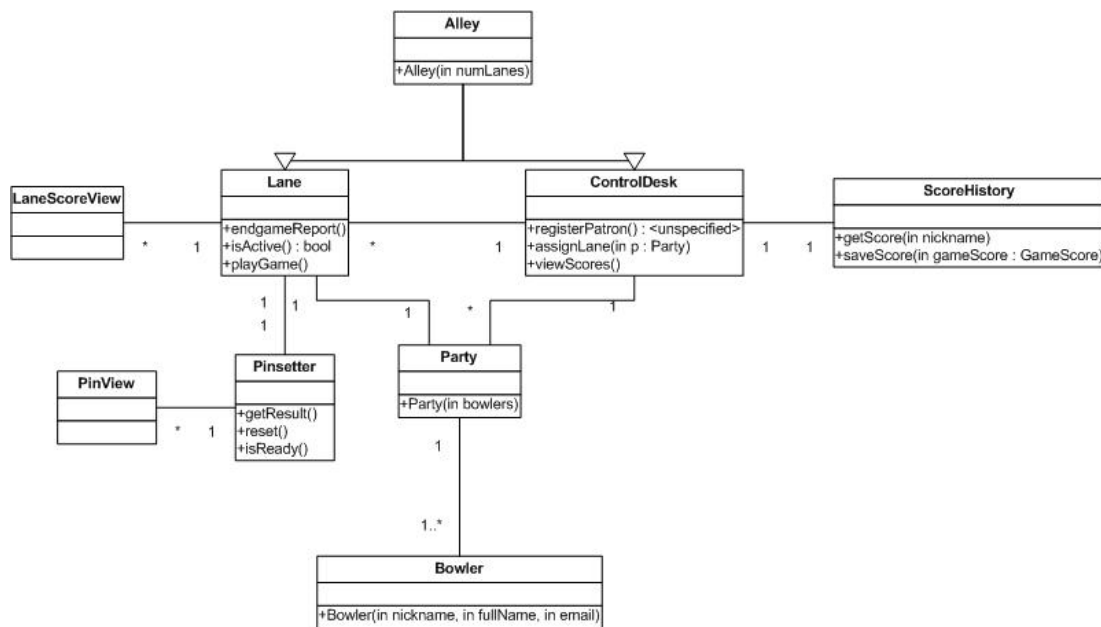 Alley
+Alley(in numLanes)
LaneScoreView
Lane
+endgameReport()
+isActive() : bool
+playGame()
ControlDesk
+registerPatron() : <unspecified>
+assignLane(in p : Party)
+viewScores()
ScoreHistory
+getScore(in nickname)
+saveScore(in gameScore : GameScore)
* 1 * 1 1 1
1 1
1
1 * 1
PinView
Pinsetter
+getResult()
+reset()
+isReady()
* 1
Party
+Party(in bowlers)
1
1..*
Bowler
+Bowler(in nickname, in fullName, in email)